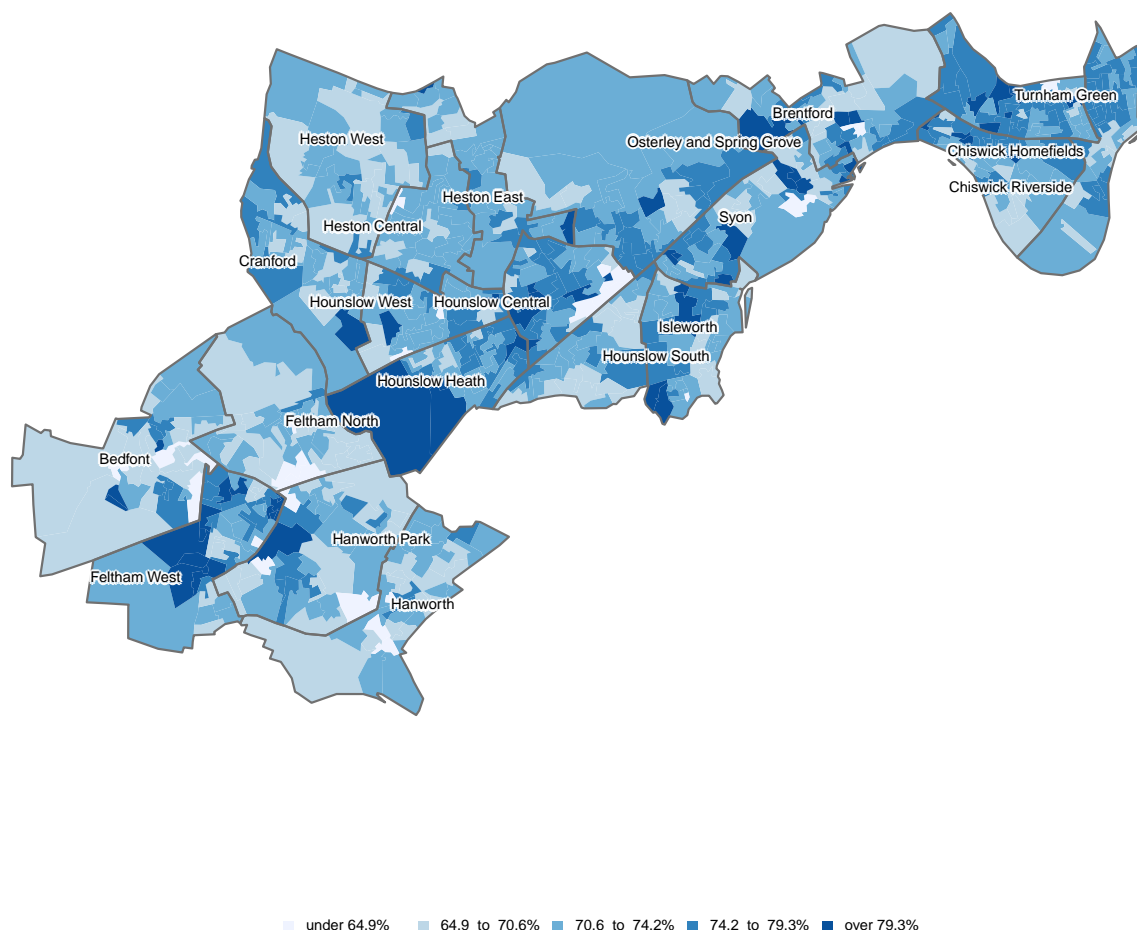 Turnham Green
Brentford
Heston West
Osterley and Spring Grove
Chiswick Homefields
Chiswick Riverside
Heston East
Syon
Heston Central
Cranford
Hounslow West
Hounslow Central
Isleworth
Hounslow South
Hounslow Heath
Feltham North
Bedfont
Hanworth Park
Feltham West
Hanworth
under 64.9% 64.9 to 70.6% 70.6 to 74.2% 74.2 to 79.3% over 79.3%